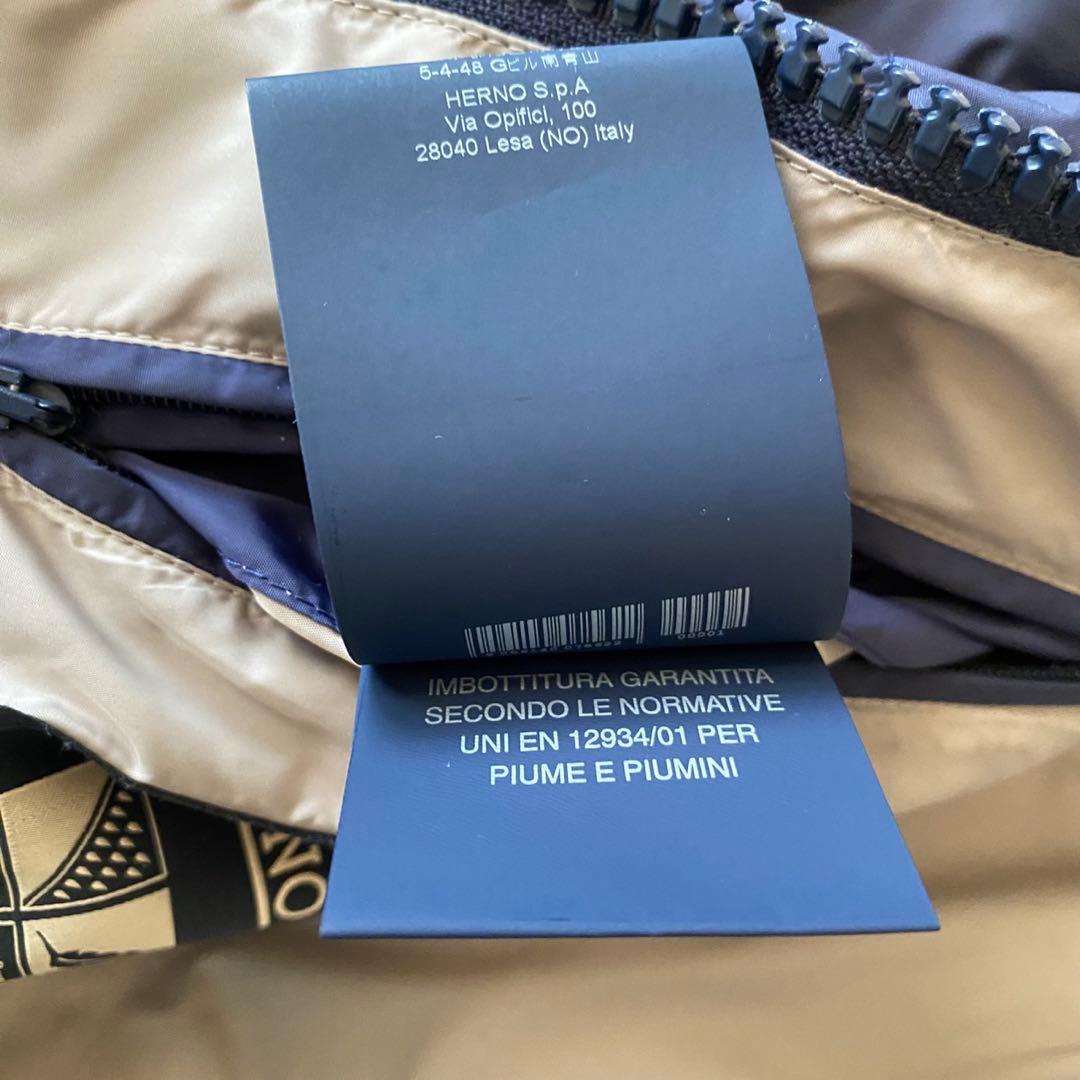 5-4-48 Gビル南青山
HERNO S.p.A
Via Opifici, 100
28040 Lesa (NO) Italy
00001
IMBOTTITURA GARANTITA
SECONDO LE NORMATIVE
UNI EN 12934/01 PER
PIUME E PIUMINI